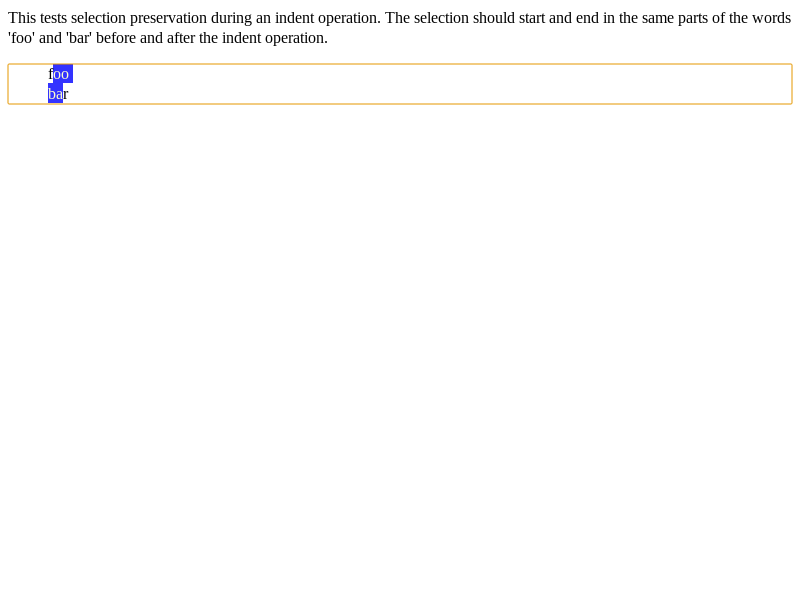 This tests selection preservation during an indent operation. The selection should start and end in the same parts of the words
'foo' and 'bar' before and after the indent operation.
foo
bar